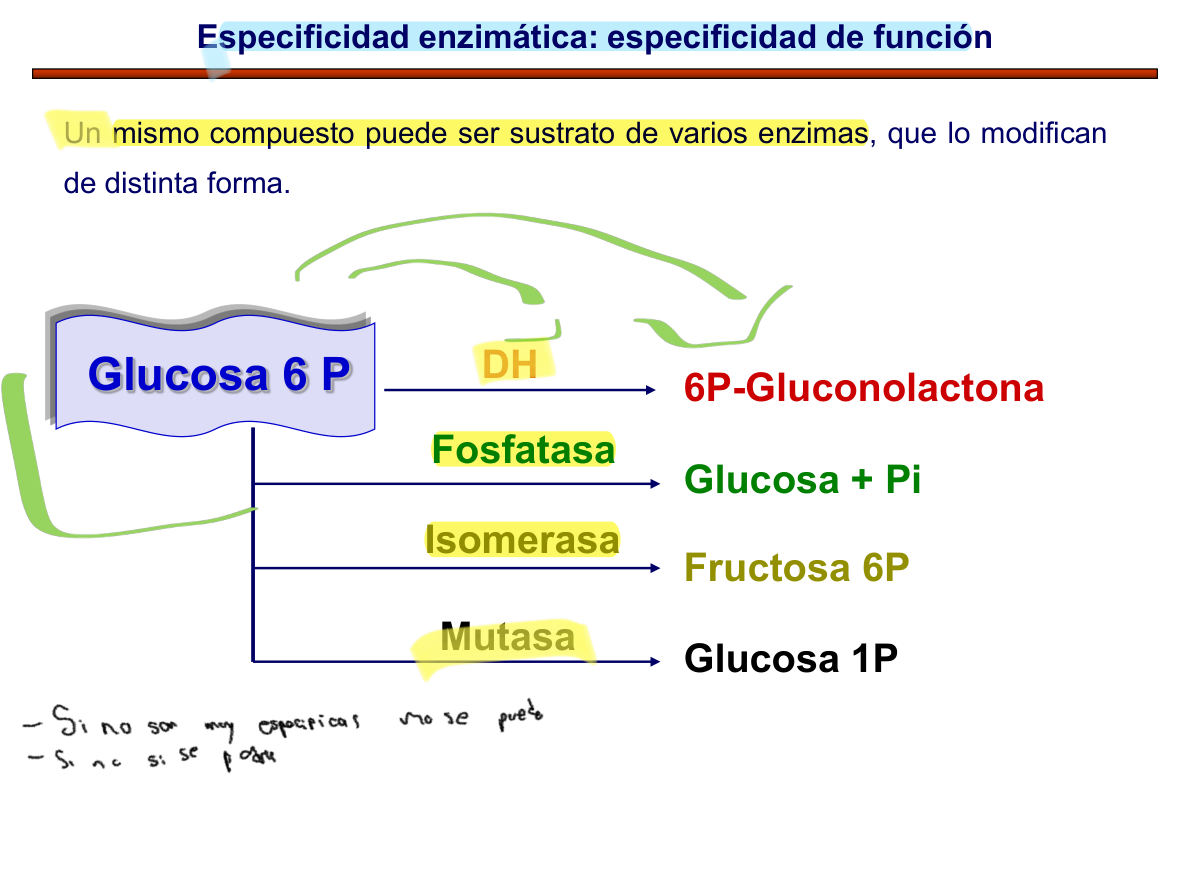 Especificidad enzimática: especificidad de función
Un mismo compuesto puede ser sustrato de varios enzimas, que lo modifican
de distinta forma.
Glucosa 6 P
DH
6P-Gluconolactona
Fosfatasa
Glucosa + Pi
Isomerasa
Fructosa 6P
Mutasa
Glucosa 1P
- Si no son muy especificas no se puede
- Si no si se